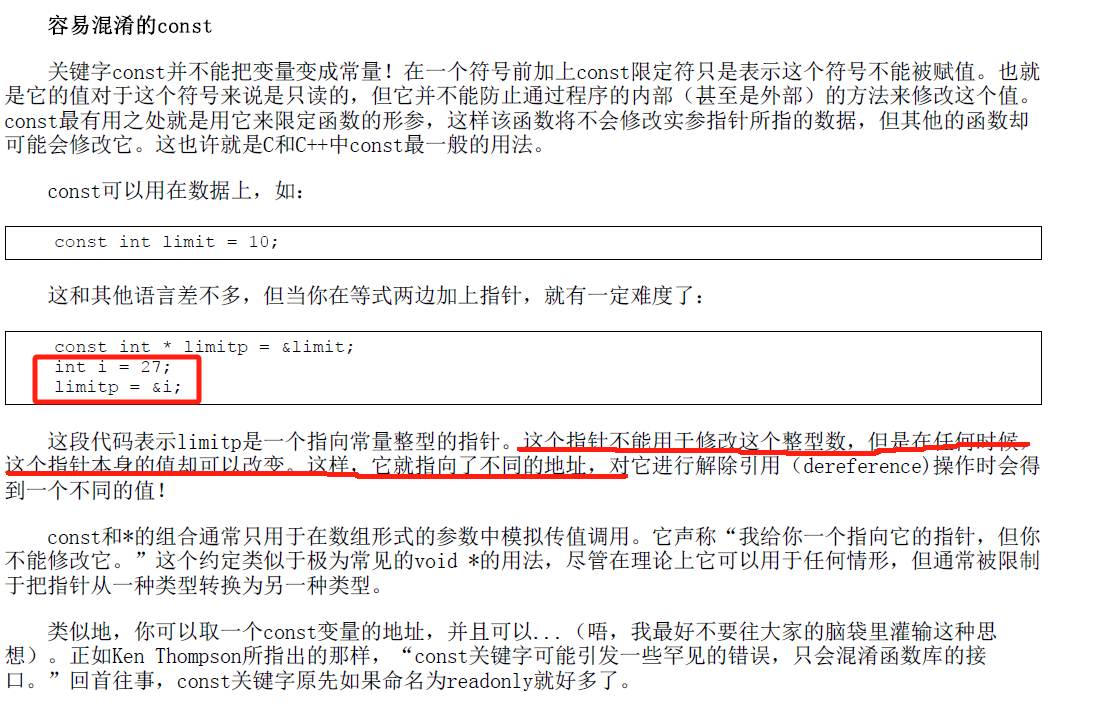 容易混淆的const
关键字const并不能把变量变成常量！在一个符号前加上const限定符只是表示这个符号不能被赋值。也就
是它的值对于这个符号来说是只读的，但它并不能防止通过程序的内部（甚至是外部）的方法来修改这个值。
const最有用之处就是用它来限定函数的形参，这样该函数将不会修改实参指针所指的数据，但其他的函数却
可能会修改它。这也许就是C和C++中const最一般的用法。
const可以用在数据上，如：
const int limit = 10;
这和其他语言差不多，但当你在等式两边加上指针，就有一定难度了：
const int * limitp = &limit;
int i = 27;
limitp = &i;
这段代码表示limitp是一个指向常量整型的指针。这个指针不能用于修改这个整型数，但是在任何时候，
这个指针本身的值却可以改变。这样，它就指向了不同的地址，对它进行解除引用（dereference)操作时会得
到一个不同的值！
const和*的组合通常只用于在数组形式的参数中模拟传值调用。它声称“我给你一个指向它的指针，但你
不能修改它。”这个约定类似于极为常见的void *的用法，尽管在理论上它可以用于任何情形，但通常被限制
于把指针从一种类型转换为另一种类型。
类似地，你可以取一个const变量的地址，并且可以...（唔，我最好不要往大家的脑袋里灌输这种思
想）。正如Ken Thompson所指出的那样，“const关键字可能引发一些罕见的错误，只会混淆函数库的接
口。”回首往事，const关键字原先如果命名为readonly就好多了。